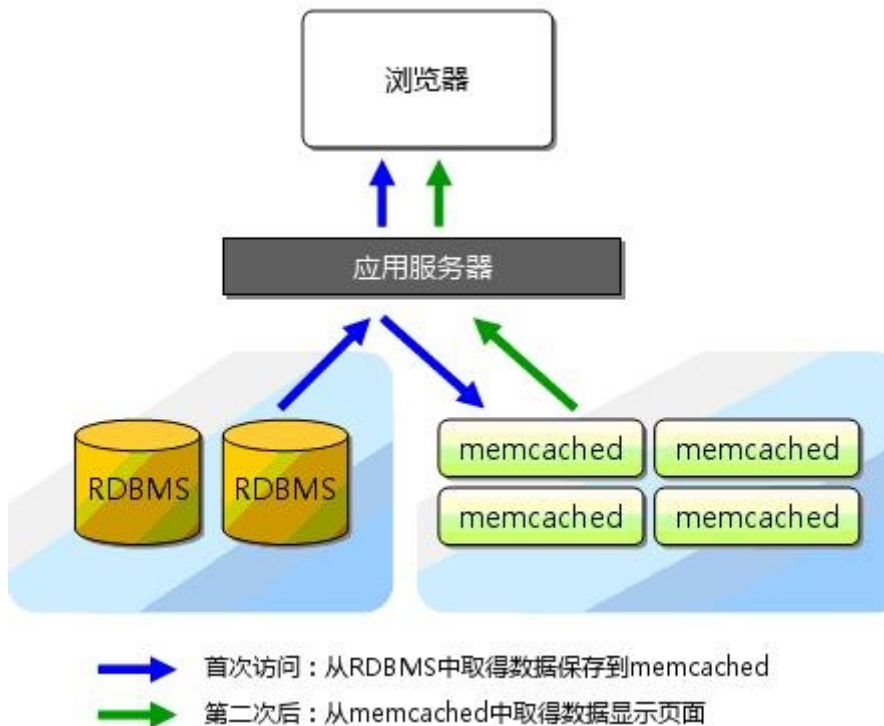 浏览器
应用服务器
RDBMS
RDBMS
memcached
memcached
memcached
memcached
首次访问：从RDBMS中取得数据保存到memcached
第二次后：从memcached中取得数据显示页面